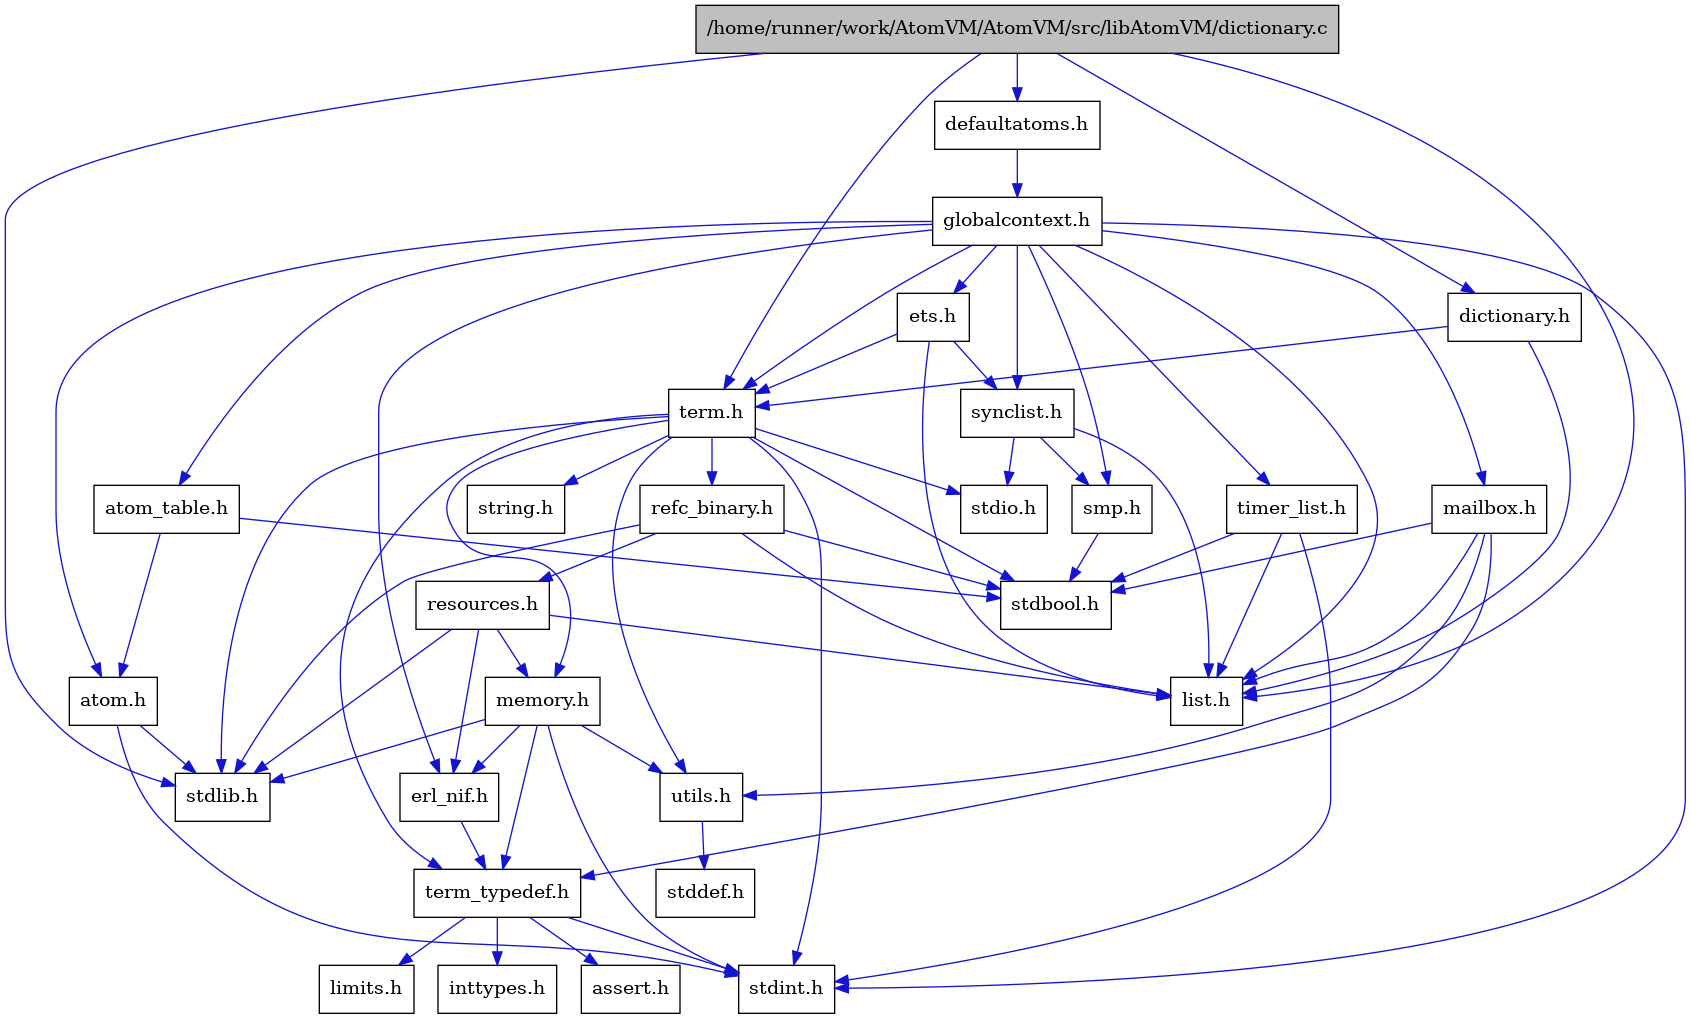 /home/runner/work/AtomVM/AtomVM/src/libAtomVM/dictionary.c
defaultatoms.h
globalcontext.h
ets.h
dictionary.h
term.h
synclist.h
atom_table.h
string.h
refc_binary.h
stdio.h
smp.h
timer_list.h
mailbox.h
resources.h
stdbool.h
atom.h
memory.h
list.h
stdlib.h
erl_nif.h
utils.h
term_typedef.h
stddef.h
limits.h
inttypes.h
assert.h
stdint.h